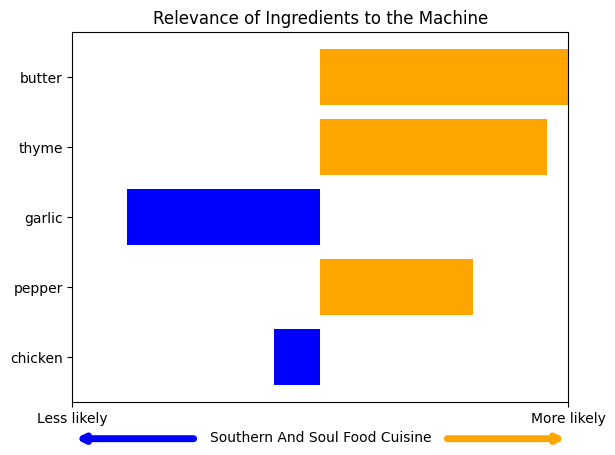 Relevance of Ingredients to the Machine
butter
thyme
garlic
pepper
chicken
Less likely More likely
Southern And Soul Food Cuisine